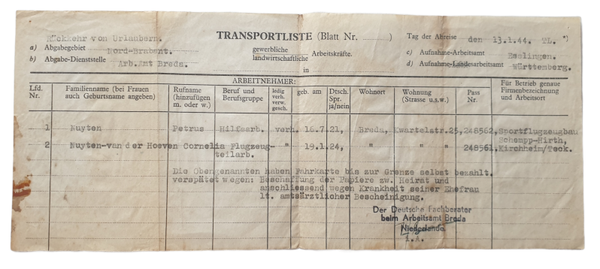 Rückkehr von Urlaubern. TRANSPORTLISTE (Blatt Nr. ) Tag der Abreise den 13.1.44.
a) Abgabegebiet Nord-Brabant. gewerbliche c) Aufnahme-Arbeitsamt Esslingen
b) Abgabe-Dienststelle Arb.Amt Breda. landwirtschaftliche Arbeitskräfte. d) Aufnahme-Landesarbeitsamt Württemberg.
in
ARBEITNEHMER:
Lfd. Nr. Familienname (bei Frauen auch Geburtsname angeben) Rufname (hinzufügen m. oder w.) Beruf und Berufsgruppe ledig verh. verw. gesch. geb. am Dtsch. Spr. ja/nein Wohnort Wohnung (Strasse u.s.w.) Pass Nr. Für Betrieb genaue Firmenbezeichnung und Arbeitsort
1 Nuyten Petrus Hilfsarb. verh. 16.7.21, Breda, Kwartelstr.25, 248562, Sportflugzeugbau
Schempp-Hirth,
2 Nuyten-van der Hoeven Cornelia Flugzeug- " 19.1.24, " " 248561, Kirchheim/Teck.
teilarb.
Die Obengenannten haben Fahrkarte bis zur Grenze selbst bezahlt.
verspätet wegen: Beschaffung der Papiere zw. Heirat und
anschliessend wegen Krankheit seiner Ehefrau
lt. amtsärztlicher Bescheinigung.
Der Deutsche Fachberater
beim Arbeitsamt Breda
Niederlande.
I.A.